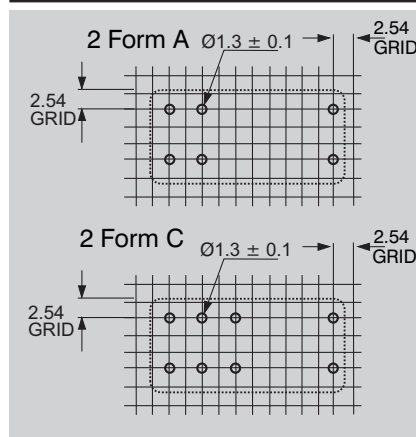 2 Form A
Ø1.3 ± 0.1
2.54
GRID
2.54
GRID
2 Form C
Ø1.3 ± 0.1
2.54
GRID
2.54
GRID